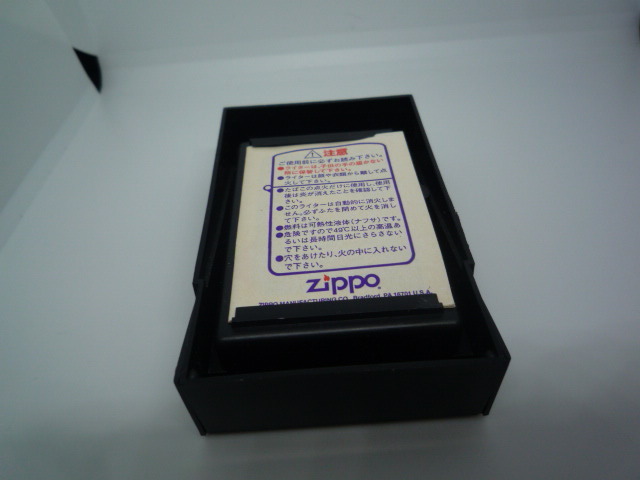 ⚠注意
ご使用前に必ずお読み下さい。
●ライターは、子供の手の届かない
所に保管して下さい。
●ライターは顔や衣類から離して点
火して下さい。
●たばこの点火だけに使用し、使用
後は炎が消えたことを確認して下
さい。
●このライターは自動的に消火しま
せん。必ずふたを閉めて火を消し
て下さい。
●燃料は可燃性液体(ナフサ)です。
●危険ですので49℃以上の高温あ
るいは長時間日光にさらさない
で下さい。
●穴をあけたり、火の中に入れない
で下さい。
Zippo
ZIPPO MANUFACTURING CO., Bradford, PA 16701 U.S.A.